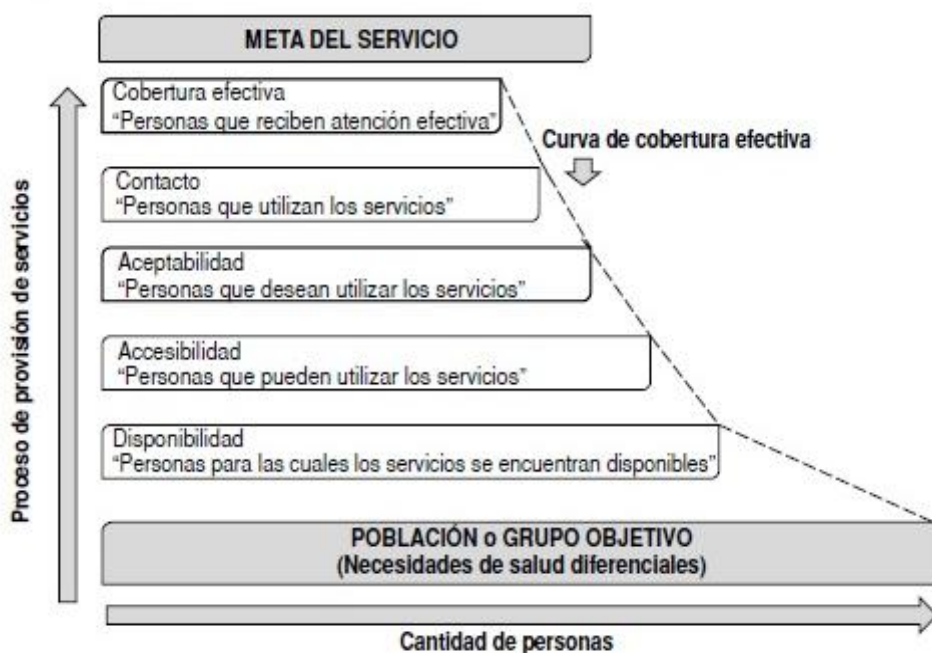 META DEL SERVICIO
Cobertura efectiva
“Personas que reciben atención efectiva”
Curva de cobertura efectiva
Contacto
“Personas que utilizan los servicios”
Aceptabilidad
“Personas que desean utilizar los servicios”
Accesibilidad
“Personas que pueden utilizar los servicios”
Disponibilidad
“Personas para las cuales los servicios se encuentran disponibles”
POBLACIÓN o GRUPO OBJETIVO
(Necesidades de salud diferenciales)
Cantidad de personas
Proceso de provisión de servicios